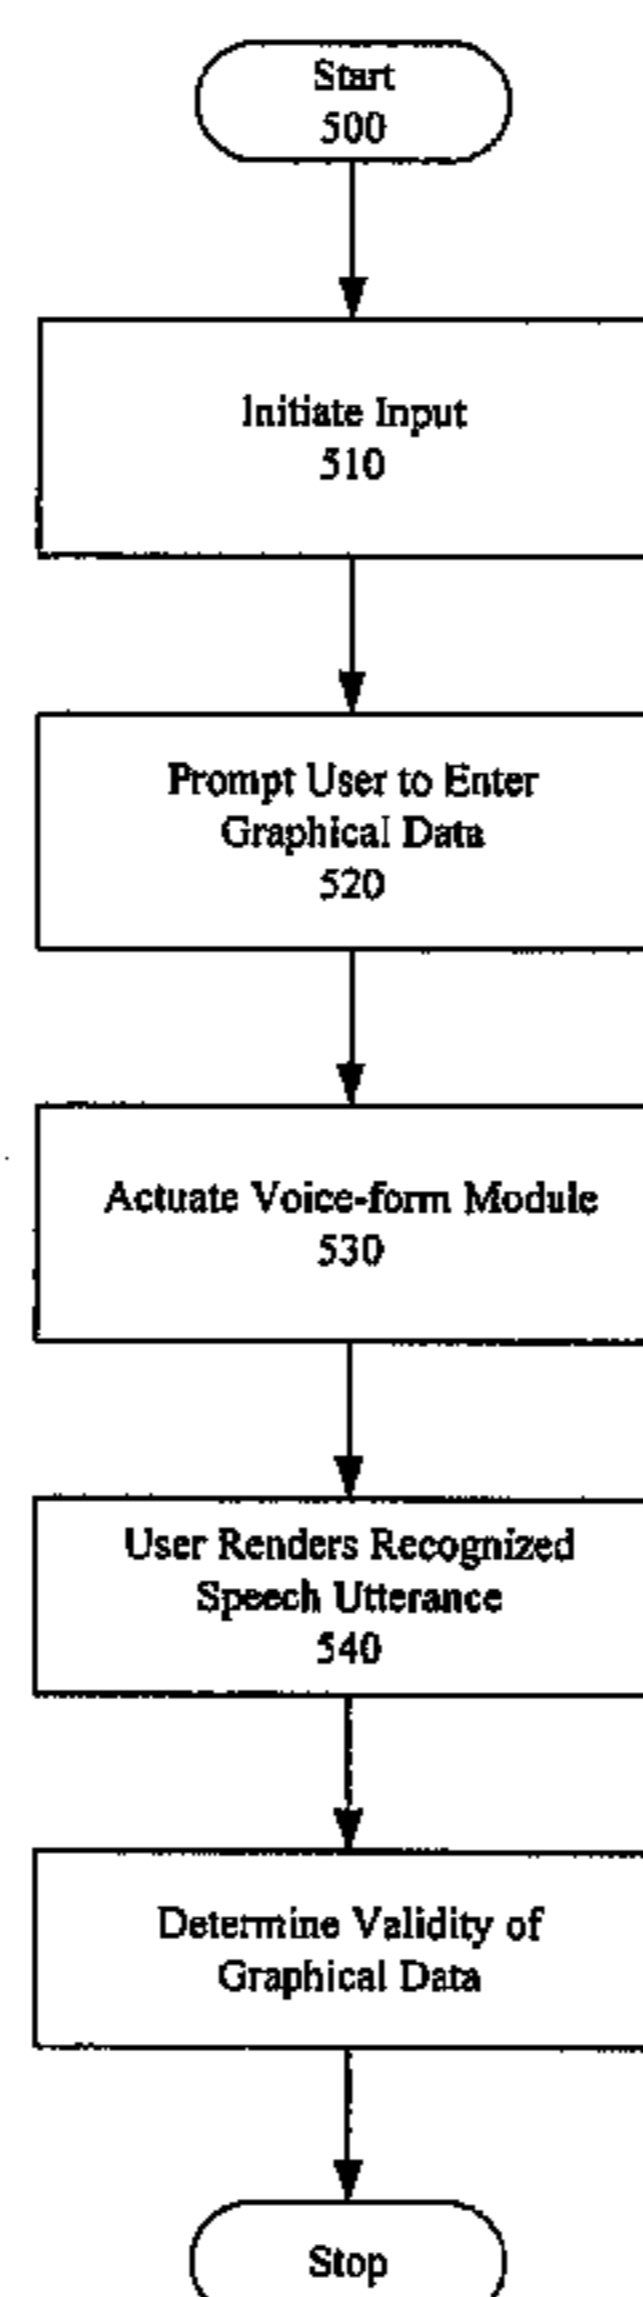 Start
500
Initiate Input
510
Prompt User to Enter
Graphical Data
520
Actuate Voice-form Module
530
User Renders Recognized
Speech Utterance
540
Determine Validity of
Graphical Data
Stop